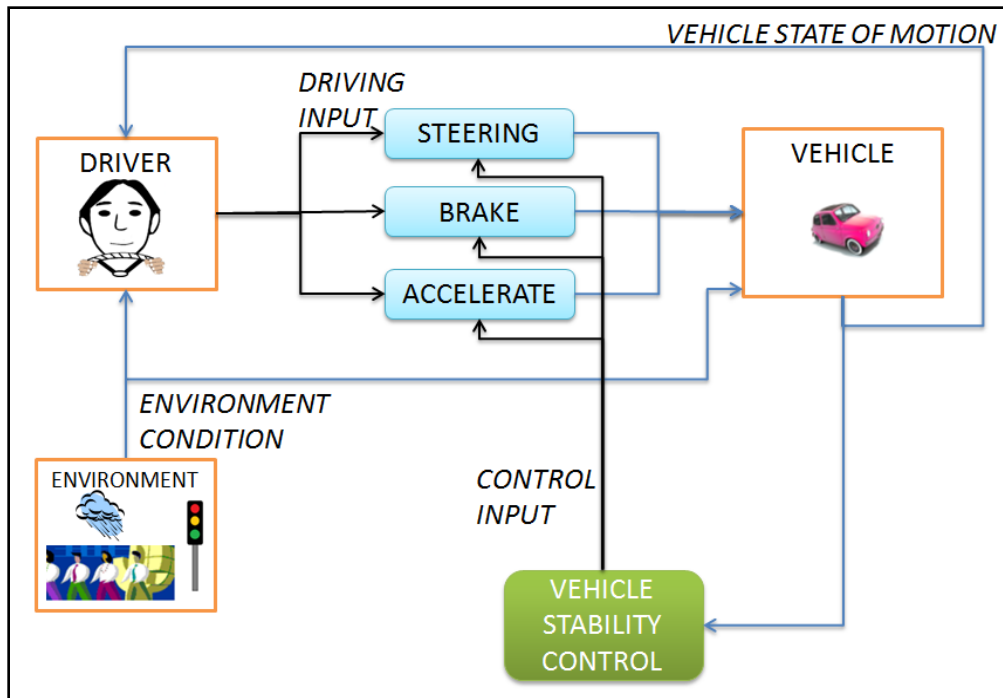 VEHICLE STATE OF MOTION
DRIVING
INPUT
STEERING
DRIVER
VEHICLE
BRAKE
ACCELERATE
ENVIRONMENT
CONDITION
ENVIRONMENT
CONTROL
INPUT
VEHICLE
STABILITY
CONTROL